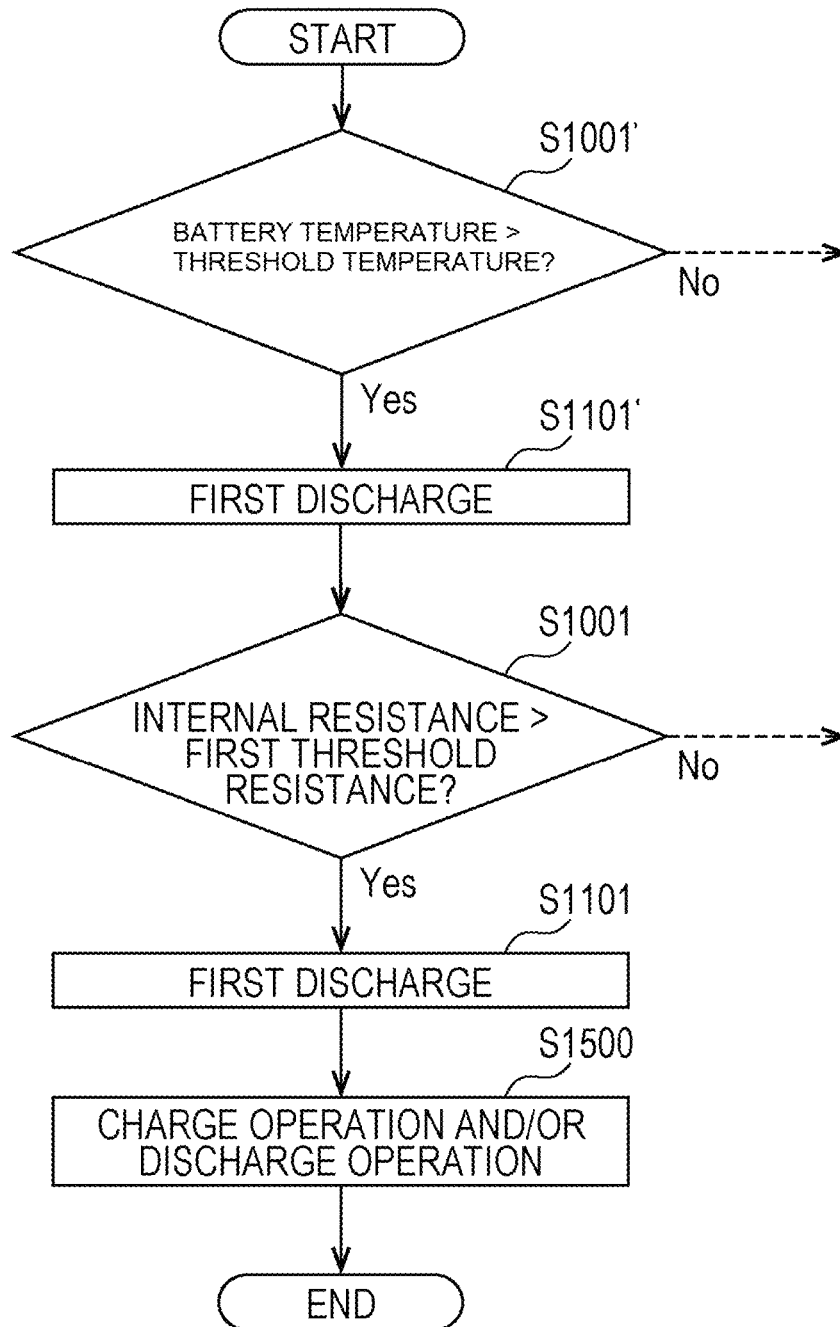 START
S1001'
BATTERY TEMPERATURE >
THRESHOLD TEMPERATURE?
No
Yes
S1101'
FIRST DISCHARGE
S1001
INTERNAL RESISTANCE >
FIRST THRESHOLD
RESISTANCE?
No
Yes
S1101
FIRST DISCHARGE
S1500
CHARGE OPERATION AND/OR
DISCHARGE OPERATION
END